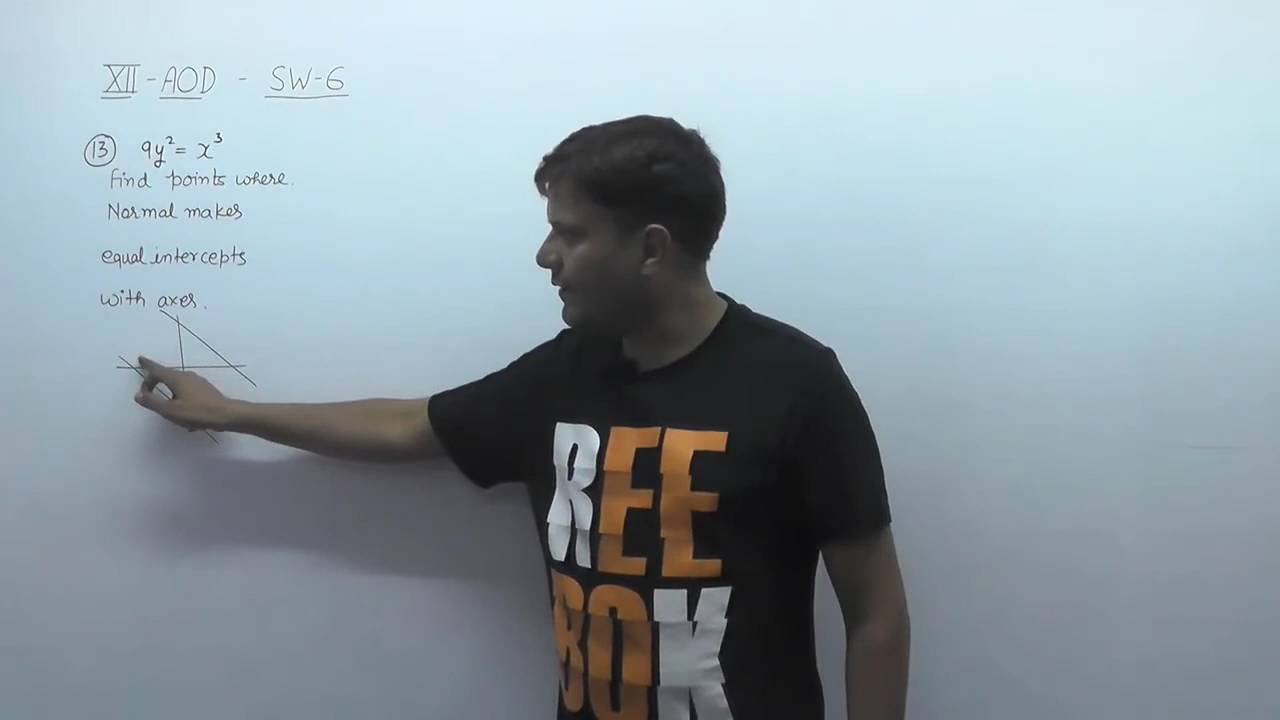 XII - AOD - SW-6
13 9y² = x³
find points where.
Normal makes
equal intercepts
with axes.
REE
BOK